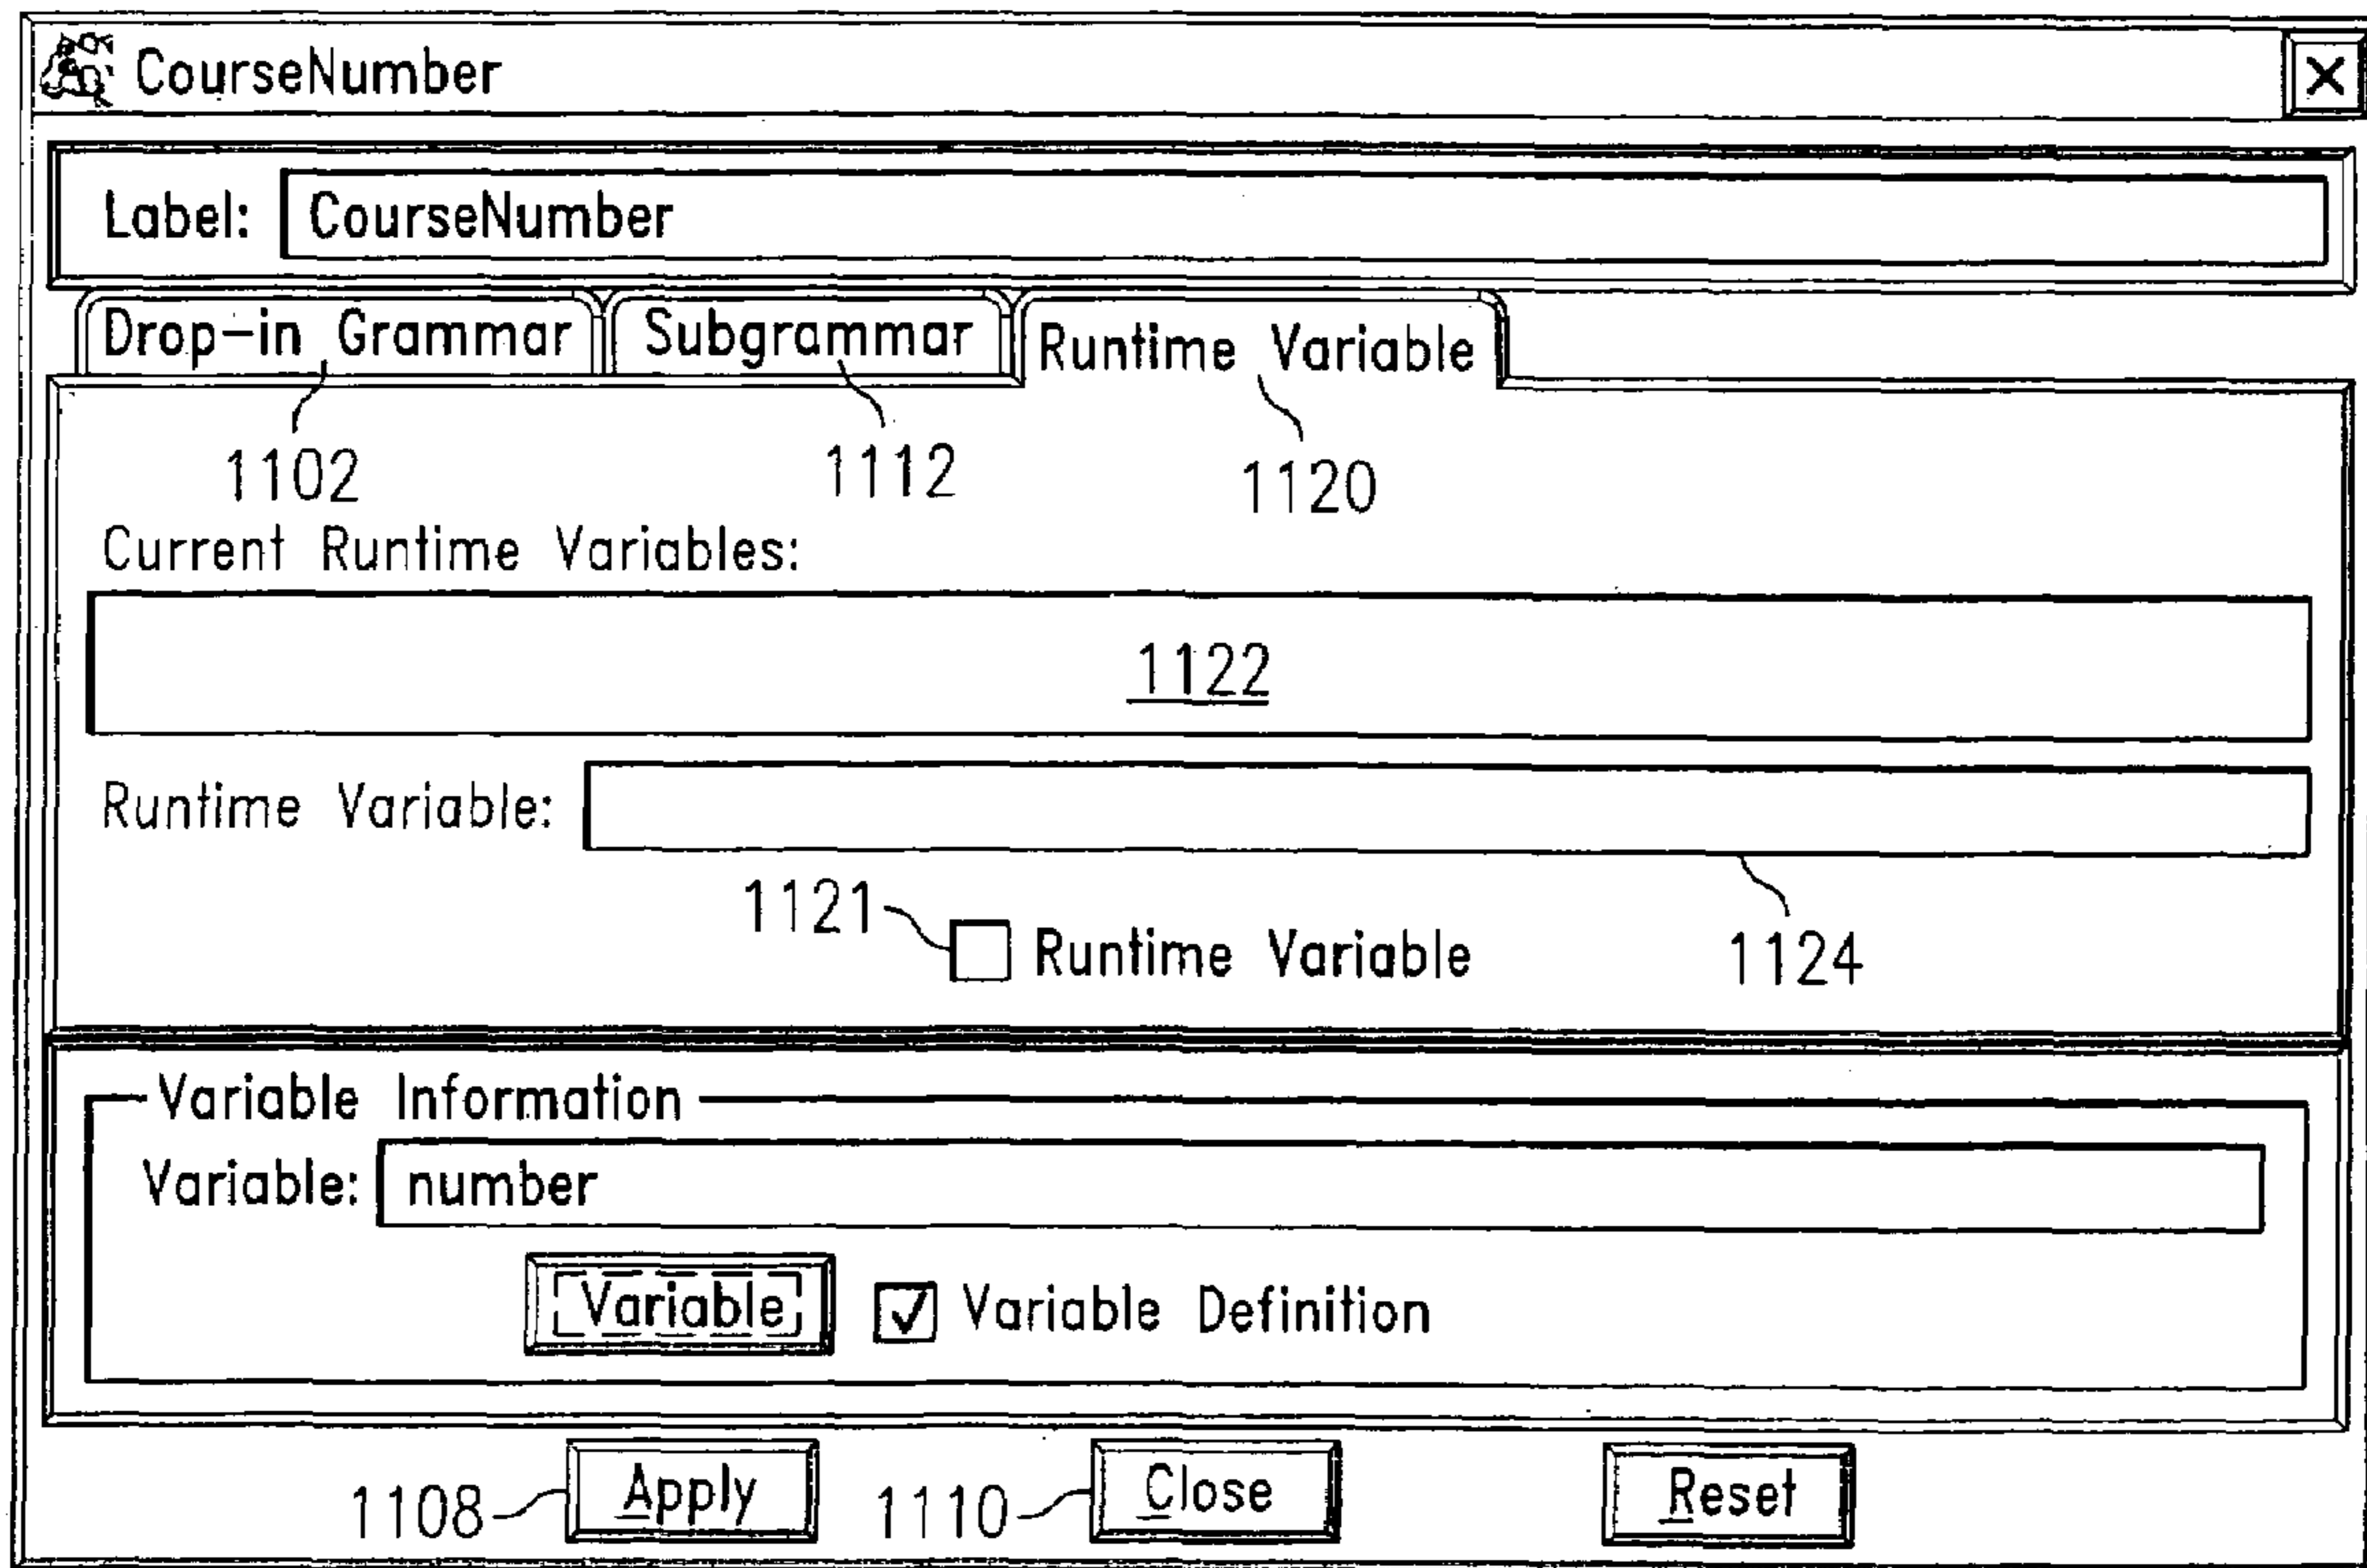 CourseNumber X
Label: CourseNumber
Drop-in Grammar Subgrammar Runtime Variable
1102 1112 1120
Current Runtime Variables:
1122
Runtime Variable:
1121 Runtime Variable 1124
Variable Information
Variable: number
Variable Variable Definition
1108 Apply 1110 Close Reset